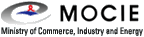 MOCIE
Ministry of Commerce, Industry and Energy